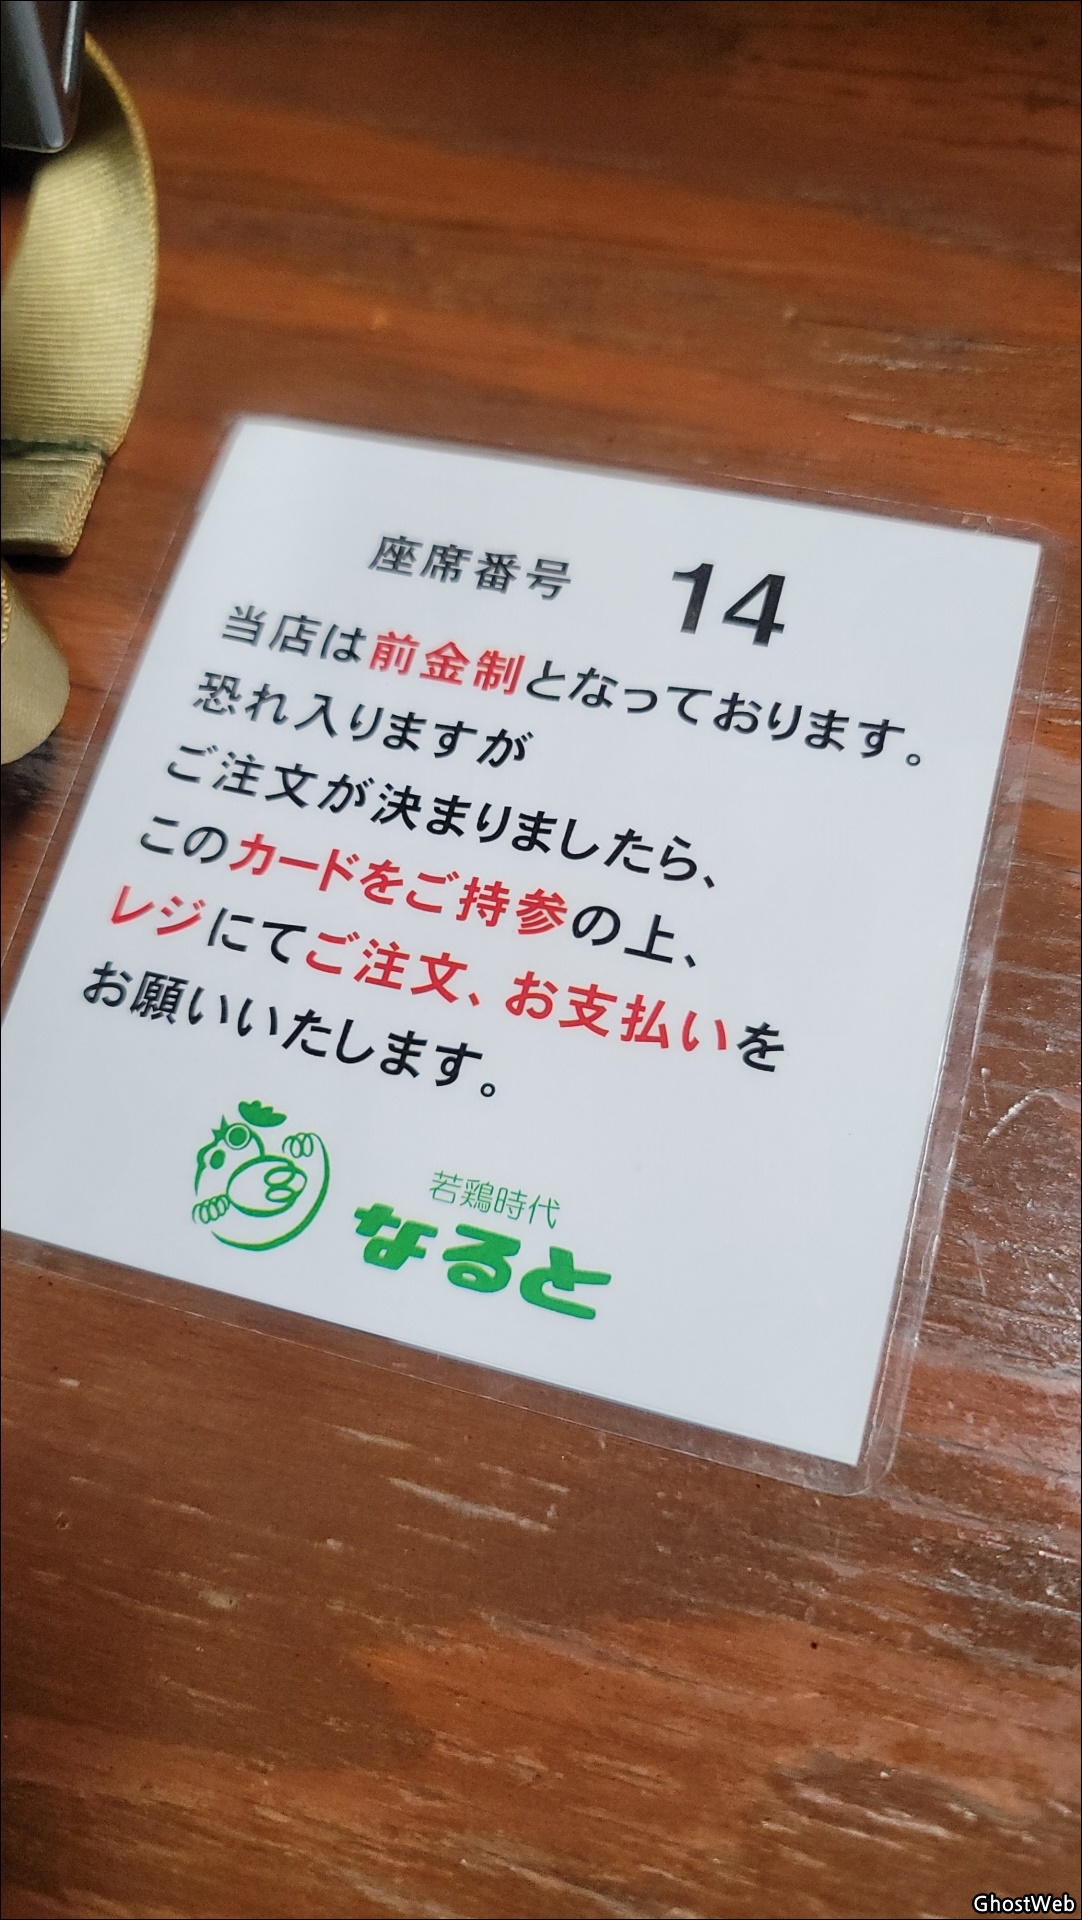 座席番号 14
当店は前金制となっております。
恐れ入りますが
ご注文が決まりましたら、
このカードをご持参の上、
レジにてご注文、お支払いを
お願いいたします。
若鶏時代
なると
GhostWeb